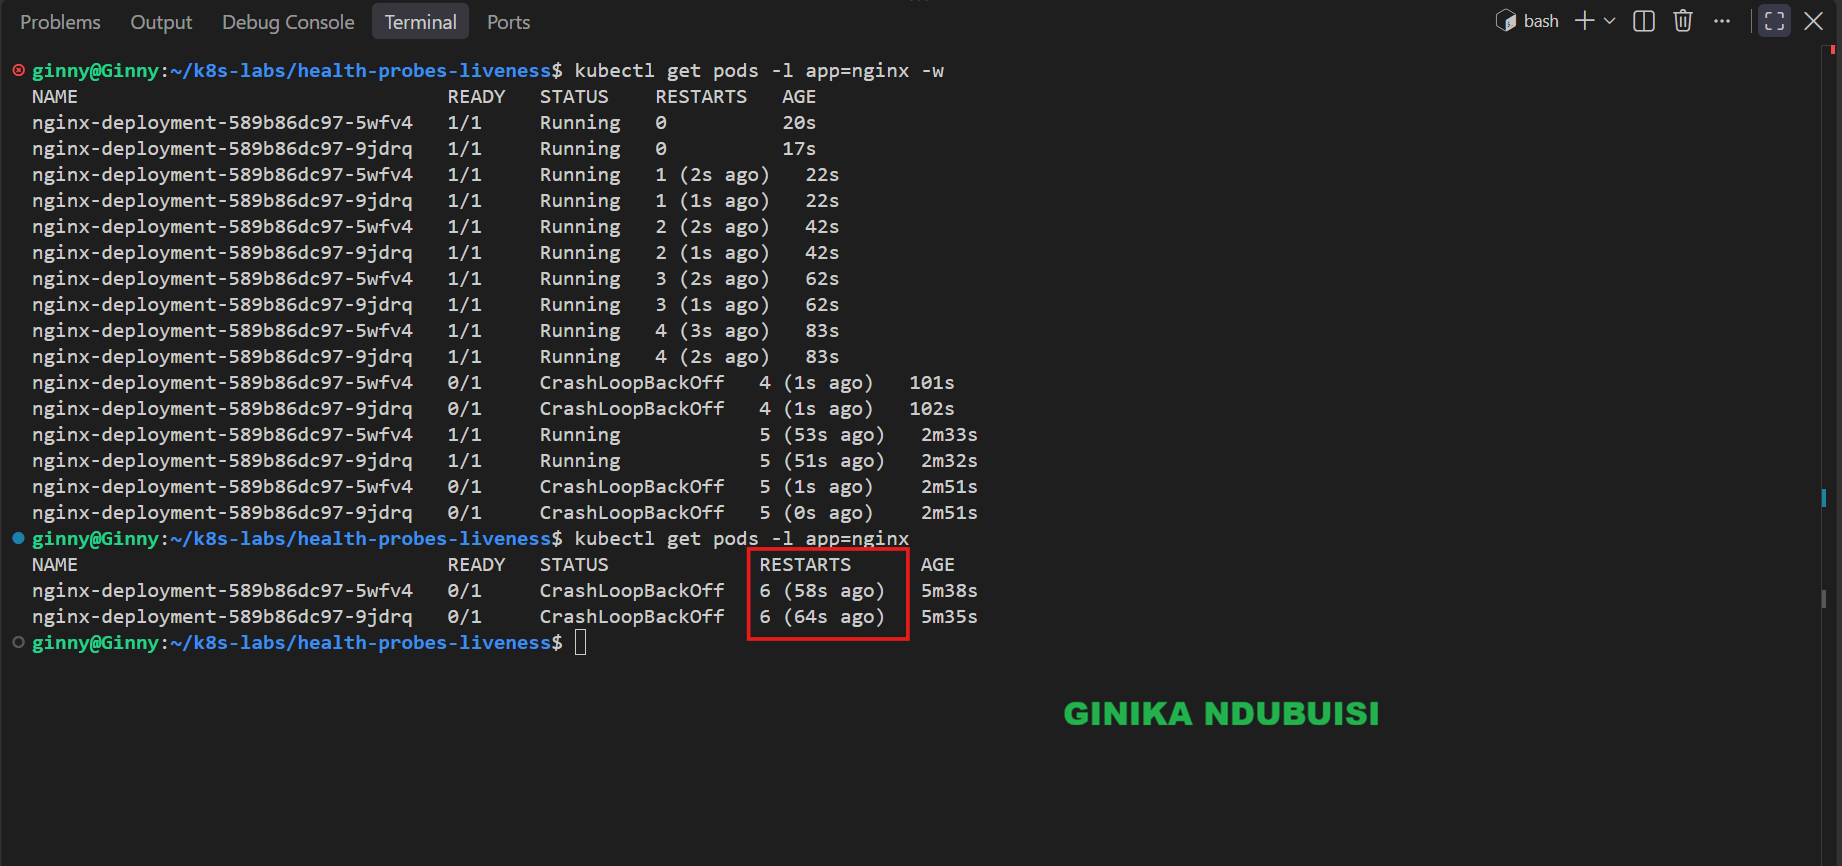 Problems Output Debug Console Terminal Ports bash
ginny@Ginny:~/k8s-labs/health-probes-liveness$ kubectl get pods -l app=nginx -w
NAME READY STATUS RESTARTS AGE
nginx-deployment-589b86dc97-5wfv4 1/1 Running 0 20s
nginx-deployment-589b86dc97-9jdrq 1/1 Running 0 17s
nginx-deployment-589b86dc97-5wfv4 1/1 Running 1 (2s ago) 22s
nginx-deployment-589b86dc97-9jdrq 1/1 Running 1 (1s ago) 22s
nginx-deployment-589b86dc97-5wfv4 1/1 Running 2 (2s ago) 42s
nginx-deployment-589b86dc97-9jdrq 1/1 Running 2 (1s ago) 42s
nginx-deployment-589b86dc97-5wfv4 1/1 Running 3 (2s ago) 62s
nginx-deployment-589b86dc97-9jdrq 1/1 Running 3 (1s ago) 62s
nginx-deployment-589b86dc97-5wfv4 1/1 Running 4 (3s ago) 83s
nginx-deployment-589b86dc97-9jdrq 1/1 Running 4 (2s ago) 83s
nginx-deployment-589b86dc97-5wfv4 0/1 CrashLoopBackOff 4 (1s ago) 101s
nginx-deployment-589b86dc97-9jdrq 0/1 CrashLoopBackOff 4 (1s ago) 102s
nginx-deployment-589b86dc97-5wfv4 1/1 Running 5 (53s ago) 2m33s
nginx-deployment-589b86dc97-9jdrq 1/1 Running 5 (51s ago) 2m32s
nginx-deployment-589b86dc97-5wfv4 0/1 CrashLoopBackOff 5 (1s ago) 2m51s
nginx-deployment-589b86dc97-9jdrq 0/1 CrashLoopBackOff 5 (0s ago) 2m51s
ginny@Ginny:~/k8s-labs/health-probes-liveness$ kubectl get pods -l app=nginx
NAME READY STATUS RESTARTS AGE
nginx-deployment-589b86dc97-5wfv4 0/1 CrashLoopBackOff 6 (58s ago) 5m38s
nginx-deployment-589b86dc97-9jdrq 0/1 CrashLoopBackOff 6 (64s ago) 5m35s
ginny@Ginny:~/k8s-labs/health-probes-liveness$
GINIKA NDUBUISI